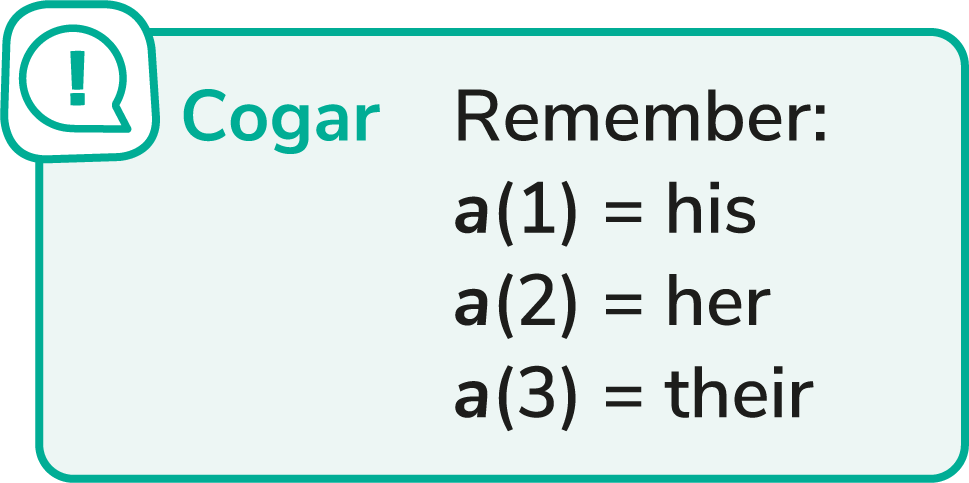 ! Cogar Remember:
a(1) = his
a(2) = her
a(3) = their